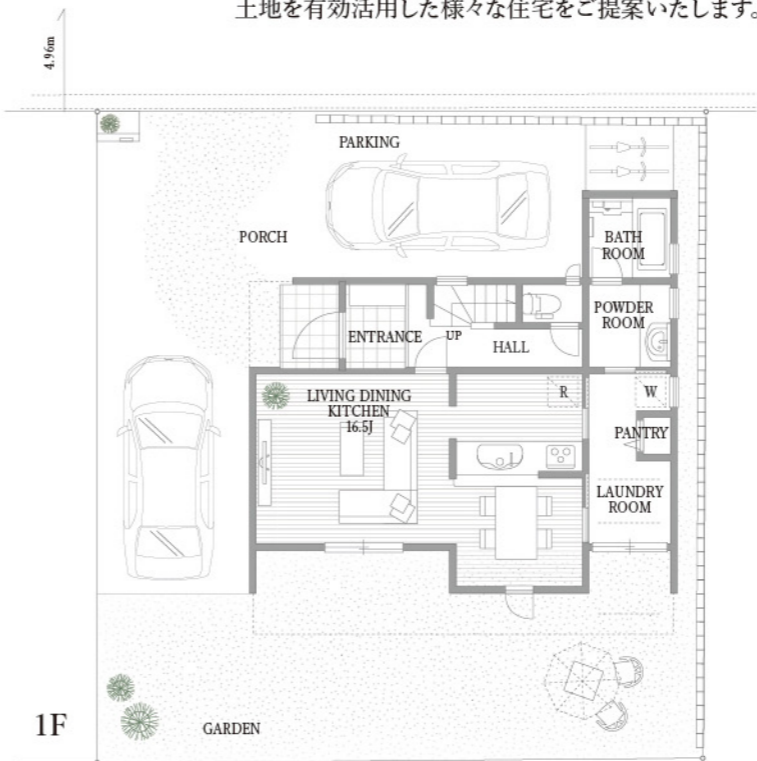 土地を有効活用した様々な住宅をご提案いたします。
4.96m
PARKING
PORCH
BATH
ROOM
POWDER
ROOM
ENTRANCE
UP
HALL
LIVING DINING
KITCHEN
16.5J
R
W
PANTRY
LAUNDRY
ROOM
1F
GARDEN